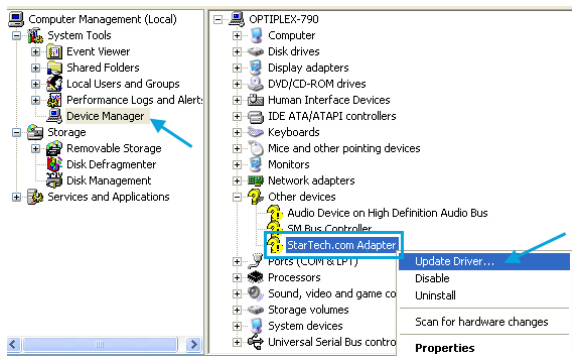 Computer Management (Local)
System Tools
Event Viewer
Shared Folders
Local Users and Groups
Performance Logs and Alert
Device Manager
Storage
Removable Storage
Disk Defragmenter
Disk Management
Services and Applications
OPTIPLEX-790
Computer
Disk drives
Display adapters
DVD/CD-ROM drives
Human Interface Devices
IDE ATA/ATAPI controllers
Keyboards
Mice and other pointing devices
Monitors
Network adapters
Other devices
Audio Device on High Definition Audio Bus
SM Bus Controller
StarTech.com Adapter
Ports (COM & LPT)
Processors
Sound, video and game co
Storage volumes
System devices
Universal Serial Bus contro
Update Driver...
Disable
Uninstall
Scan for hardware changes
Properties